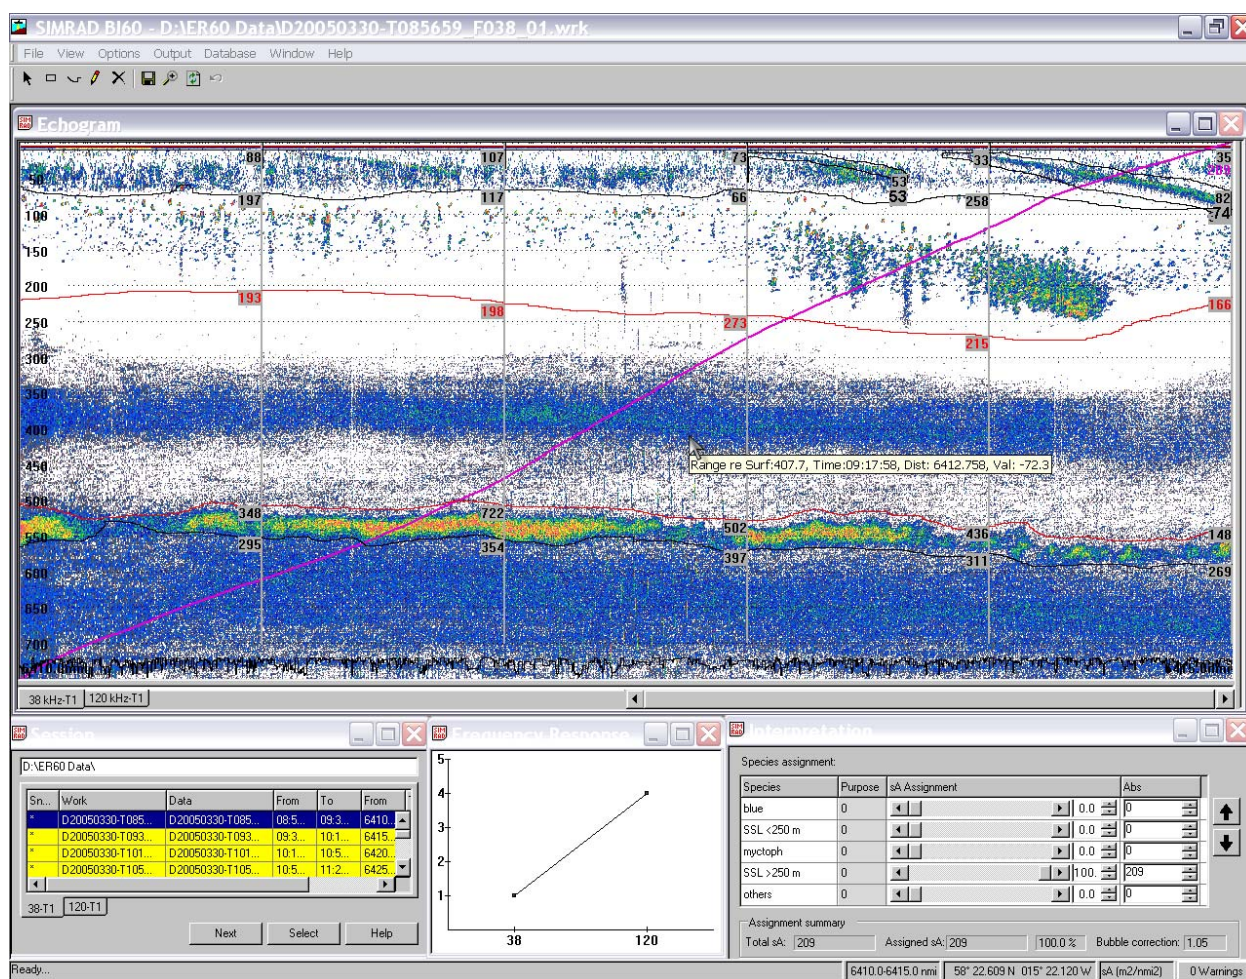 SIMRAD BI60 - D:\ER60 Data\D20050330-T085659_F038_01.wrk
File View Options Output Database Window Help
Echogram
88 107 73 33 35
50
53 82
197 117 66 53 258 74
100
150
200
193 198 273 215 166
250
300
350
400
Range re Surf:407.7, Time:09:17:58, Dist: 6412.758, Val: -72.3
450
500
348 722 502 436 148
550
295 354 397 311 269
600
650
700
38 kHz-T1 120 kHz-T1
Session
D:\ER60 Data\
Sn... Work Data From To From
* D20050330-T085... D20050330-T085... 08:5... 09:3... 6410...
* D20050330-T093... D20050330-T093... 09:3... 10:1... 6415...
* D20050330-T101... D20050330-T101... 10:1... 10:5... 6420...
* D20050330-T105... D20050330-T105... 10:5... 11:2... 6425...
38-T1 120-T1
Next Select Help
Frequency Response
5
4
3
2
1
38 120
Interpretation
Species assignment:
Species Purpose sA Assignment Abs
blue 0 0.0 0
SSL <250 m 0 0.0 0
myctoph 0 0.0 0
SSL >250 m 0 100. 209
others 0 0.0 0
Assignment summary
Total sA: 209 Assigned sA: 209 100.0 % Bubble correction: 1.05
Ready... 6410.0-6415.0 nmi 58° 22.609 N 015° 22.120 W sA (m2/nmi2) 0 Warnings